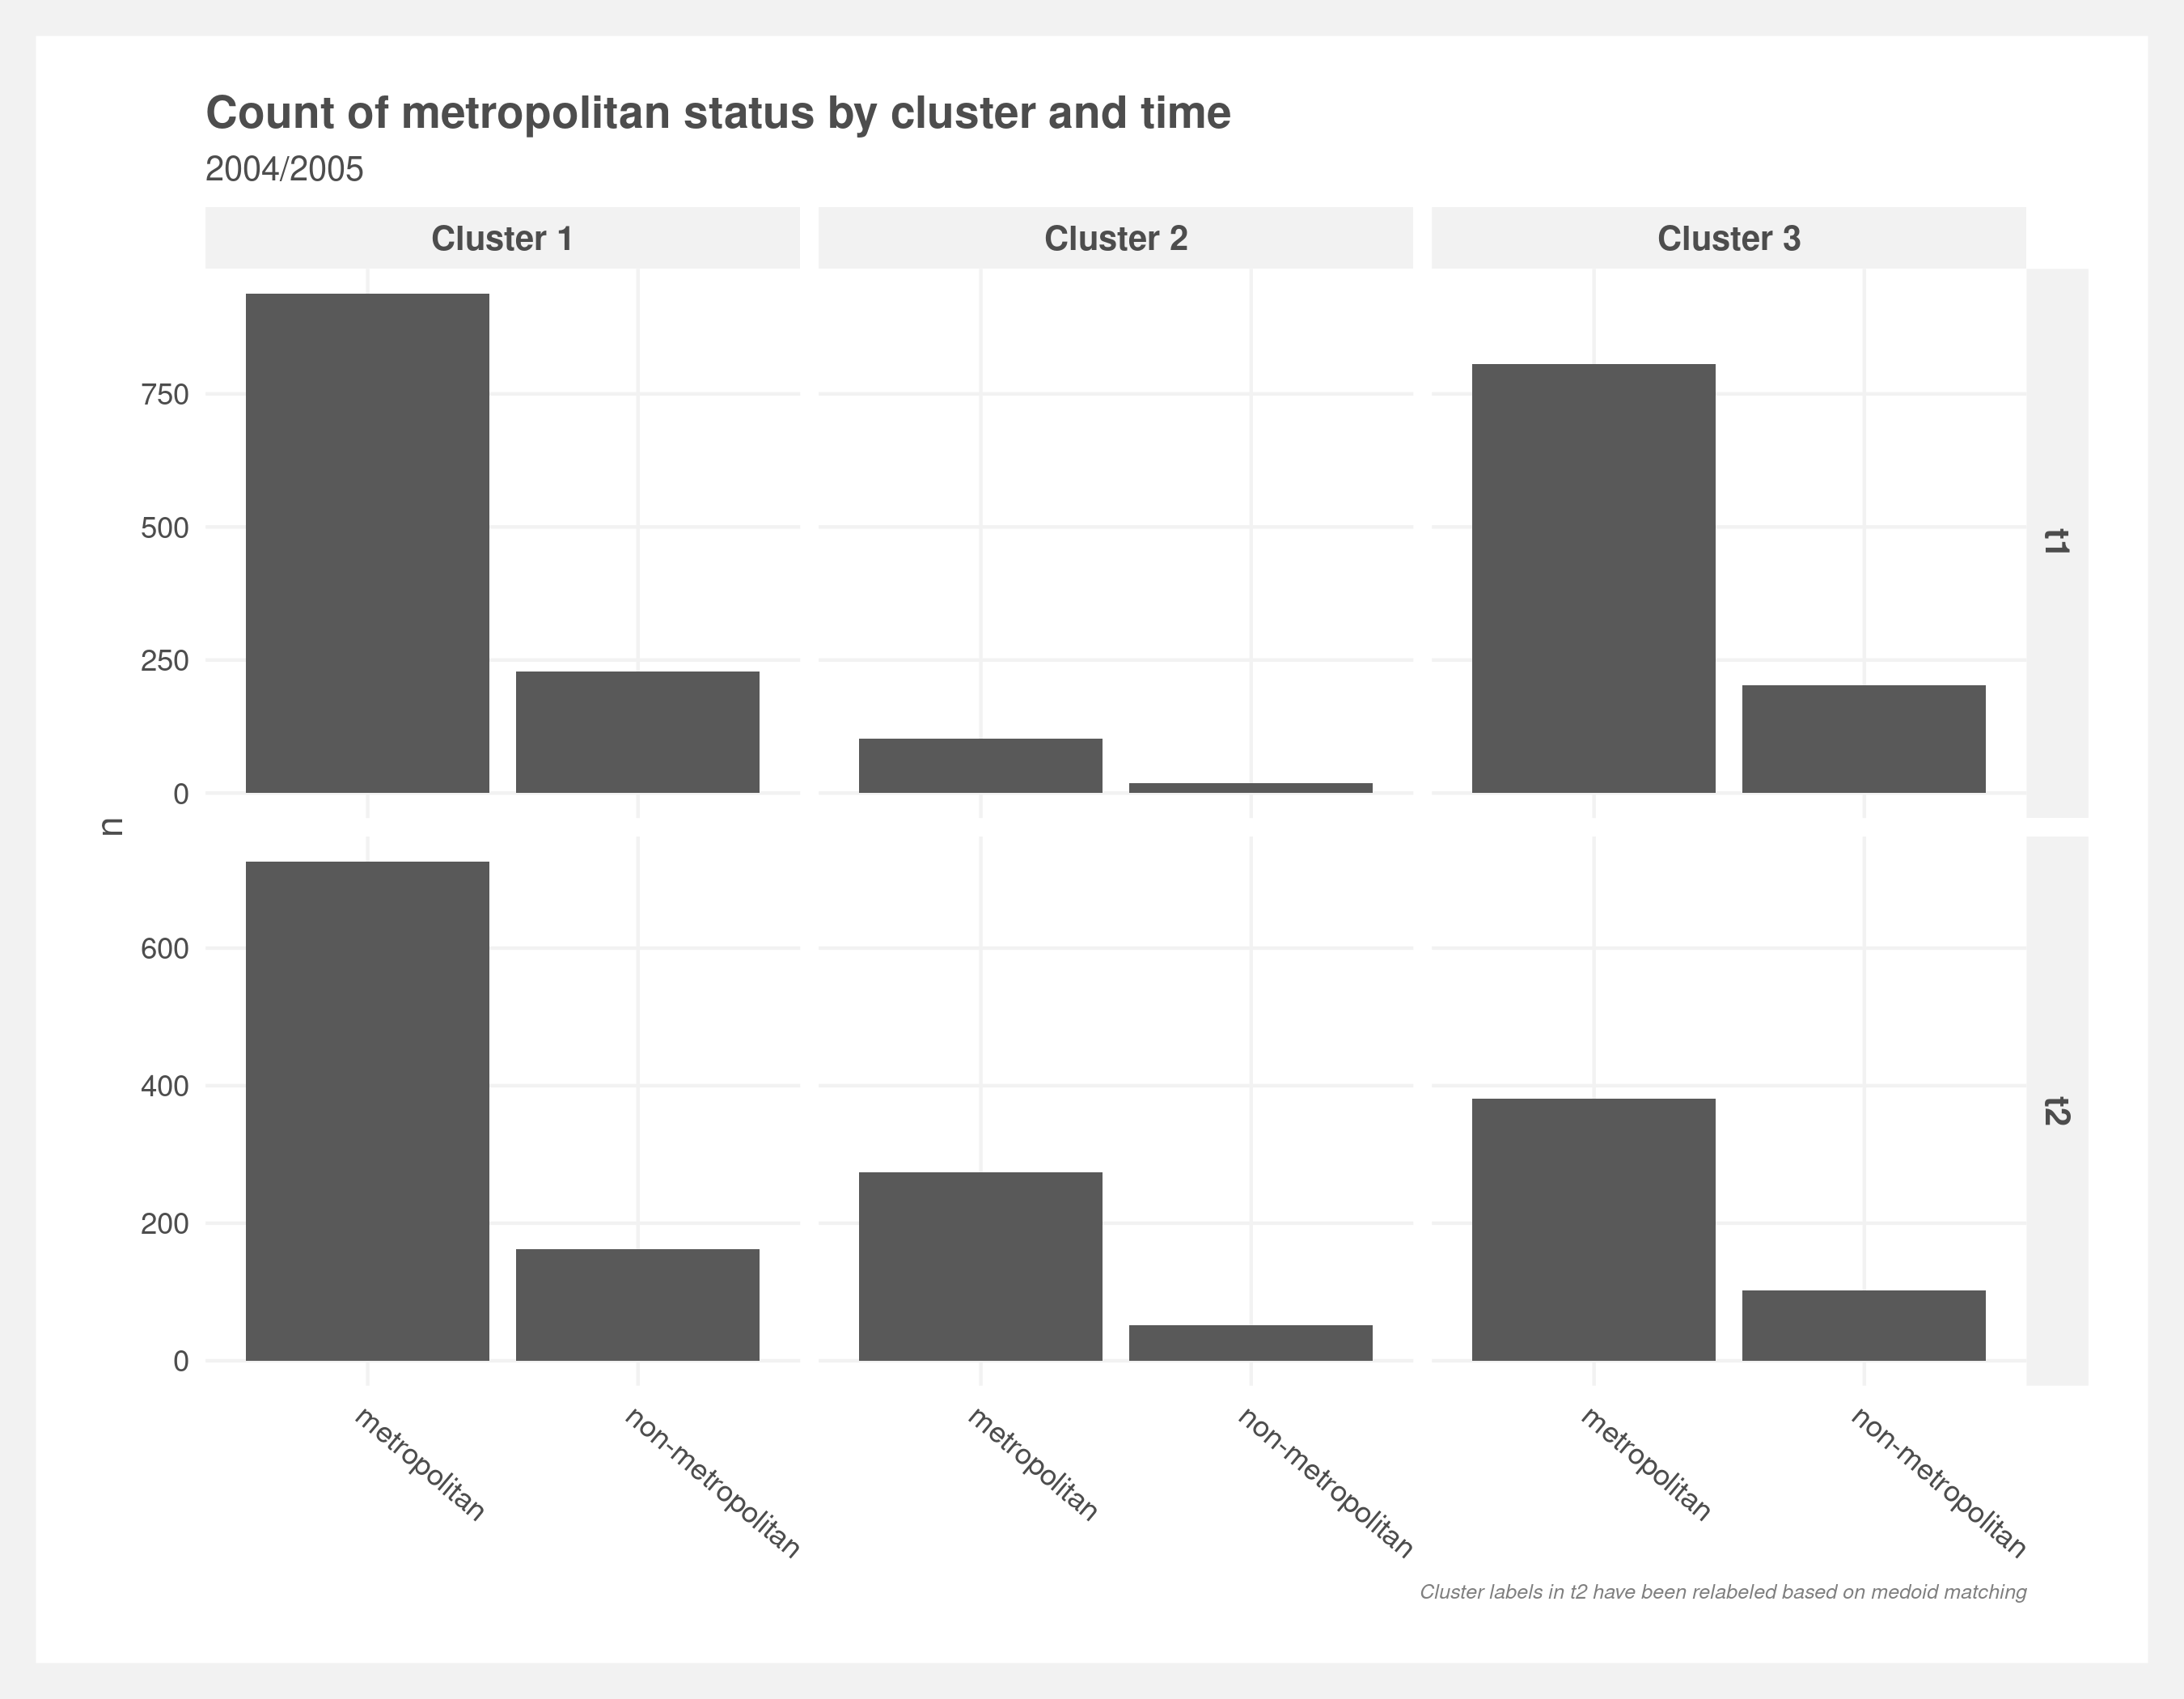 Count of metropolitan status by cluster and time
2004/2005
Cluster 1
Cluster 2
Cluster 3
750
500
250
0
t1
n
600
400
200
0
t2
metropolitan
non-metropolitan
metropolitan
non-metropolitan
metropolitan
non-metropolitan
Cluster labels in t2 have been relabeled based on medoid matching